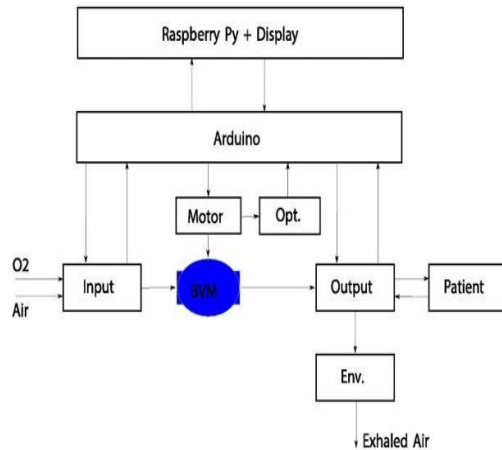 Raspberry Py + Display
Arduino
Motor
Opt.
O2
Air
Input
BVM
Output
Patient
Env.
Exhaled Air